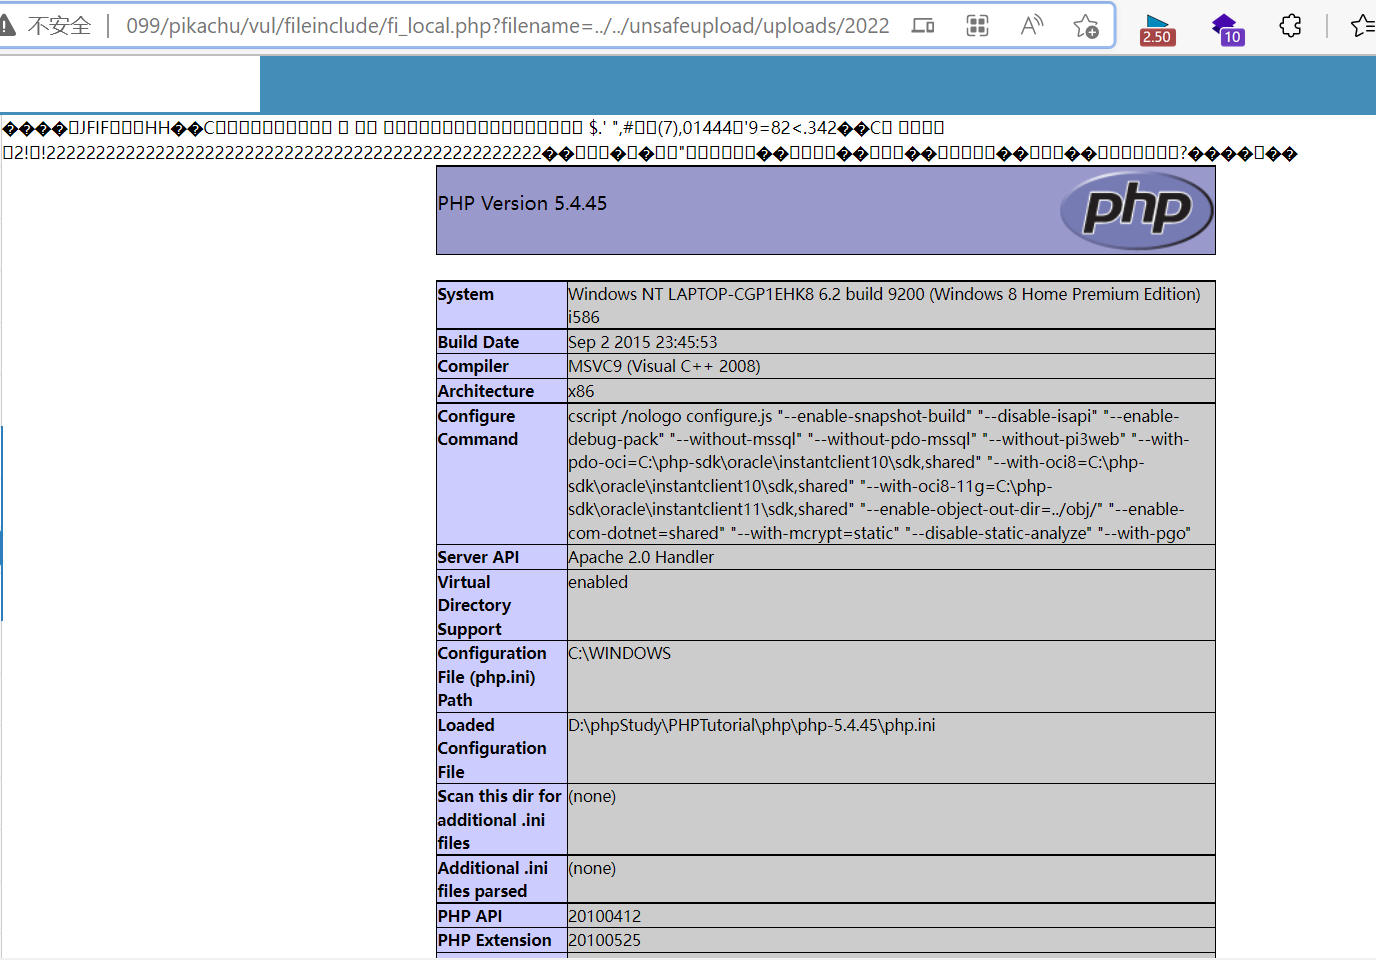 不安全 099/pikachu/vul/fileinclude/fi_local.php?filename=../../unsafeupload/uploads/2022
2.50
10
JFIF HH C $.' ",# (7),01444 '9=82<.342 C
PHP Version 5.4.45
php
System Windows NT LAPTOP-CGP1EHK8 6.2 build 9200 (Windows 8 Home Premium Edition)
i586
Build Date Sep 2 2015 23:45:53
Compiler MSVC9 (Visual C++ 2008)
Architecture x86
Configure cscript /nologo configure.js "--enable-snapshot-build" "--disable-isapi" "--enable-
Command debug-pack" "--without-mssql" "--without-pdo-mssql" "--without-pi3web" "--with-
pdo-oci=C:\php-sdk\oracle\instantclient10\sdk,shared" "--with-oci8=C:\php-
sdk\oracle\instantclient10\sdk,shared" "--with-oci8-11g=C:\php-
sdk\oracle\instantclient11\sdk,shared" "--enable-object-out-dir=../obj/" "--enable-
com-dotnet=shared" "--with-mcrypt=static" "--disable-static-analyze" "--with-pgo"
Server API Apache 2.0 Handler
Virtual enabled
Directory
Support
Configuration C:\WINDOWS
File (php.ini)
Path
Loaded D:\phpStudy\PHPTutorial\php\php-5.4.45\php.ini
Configuration
File
Scan this dir for (none)
additional .ini
files
Additional .ini (none)
files parsed
PHP API 20100412
PHP Extension 20100525